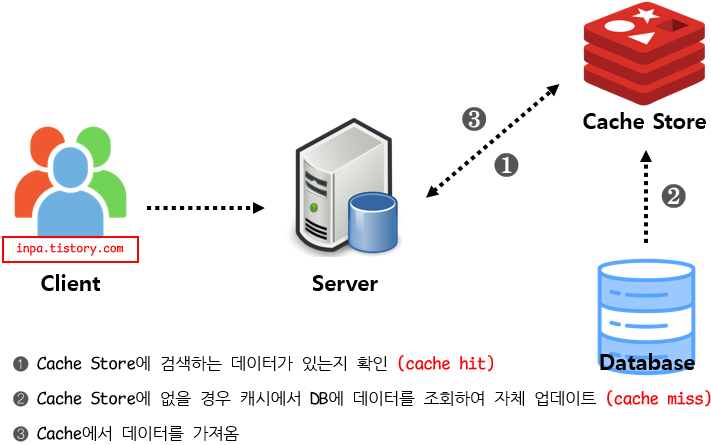 ❸
❶
Cache Store
❷
inpa.tistory.com
Client
Server
Database
❶ Cache Store에 검색하는 데이터가 있는지 확인 (cache hit)
❷ Cache Store에 없을 경우 캐시에서 DB에 데이터를 조회하여 자체 업데이트 (cache miss)
❸ Cache에서 데이터를 가져옴